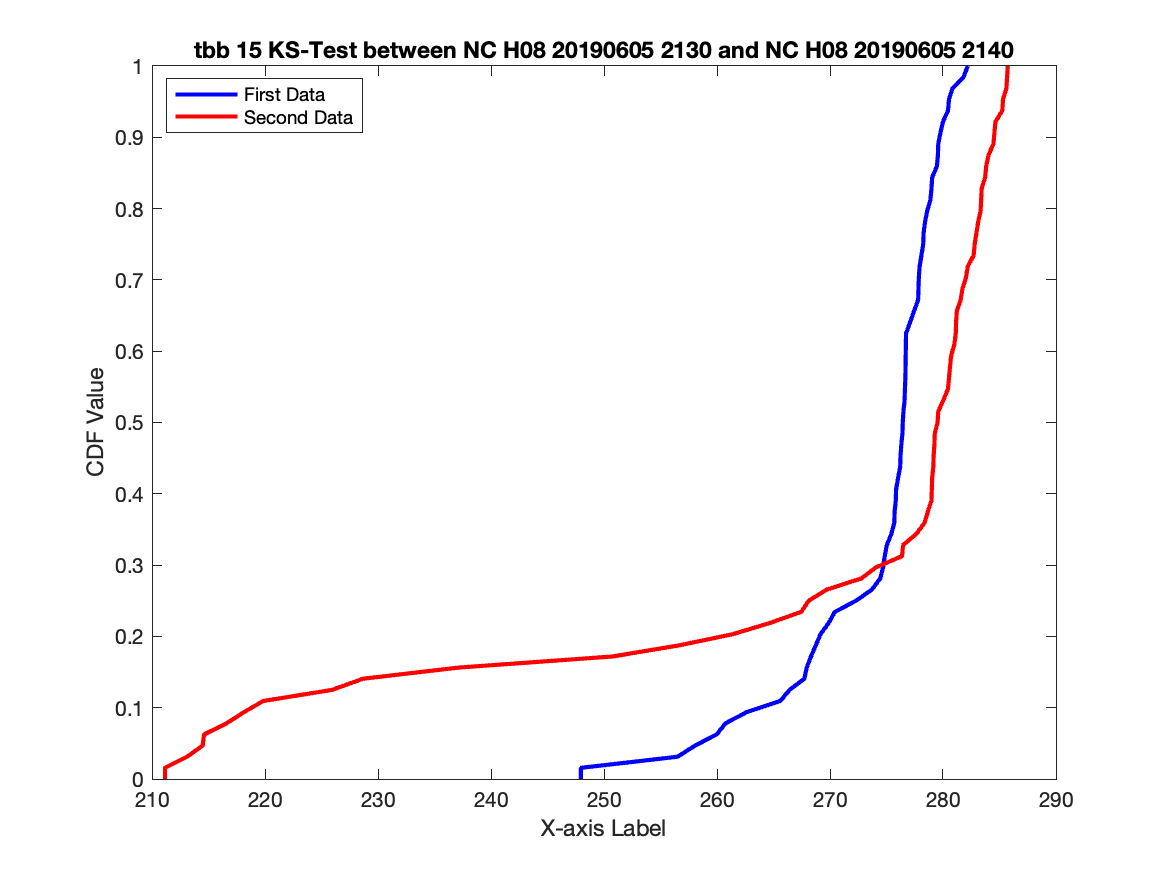 tbb 15 KS-Test between NC H08 20190605 2130 and NC H08 20190605 2140
First Data
Second Data
1
0.9
0.8
0.7
0.6
0.5
0.4
0.3
0.2
0.1
0
CDF Value
210 220 230 240 250 260 270 280 290
X-axis Label